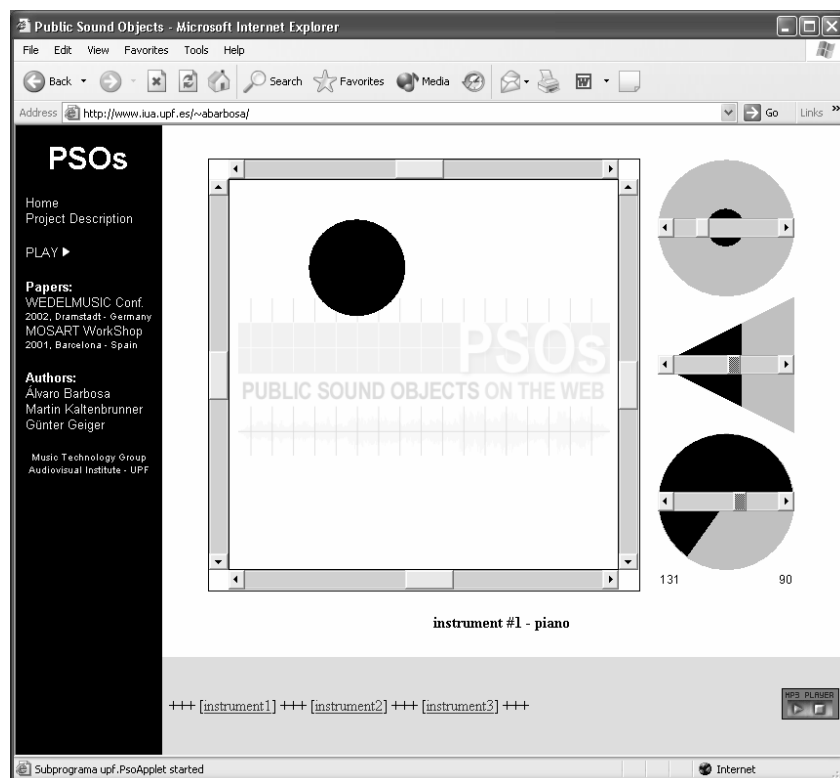 Public Sound Objects - Microsoft Internet Explorer
File Edit View Favorites Tools Help
Back Search Favorites Media
Address http://www.iua.upf.es/~abarbosa/ Go Links »
PSOs
Home
Project Description
PLAY
Papers:
WEDELMUSIC Conf.
2002, Dramstadt - Germany
MOSART WorkShop
2001, Barcelona - Spain
Authors:
Álvaro Barbosa
Martin Kaltenbrunner
Günter Geiger
Music Technology Group
Audiovisual Institute - UPF
PSOs
PUBLIC SOUND OBJECTS ON THE WEB
131 90
instrument #1 - piano
+++ [instrument1] +++ [instrument2] +++ [instrument3] +++
MP3 PLAYER
Subprograma upf.PsoApplet started Internet